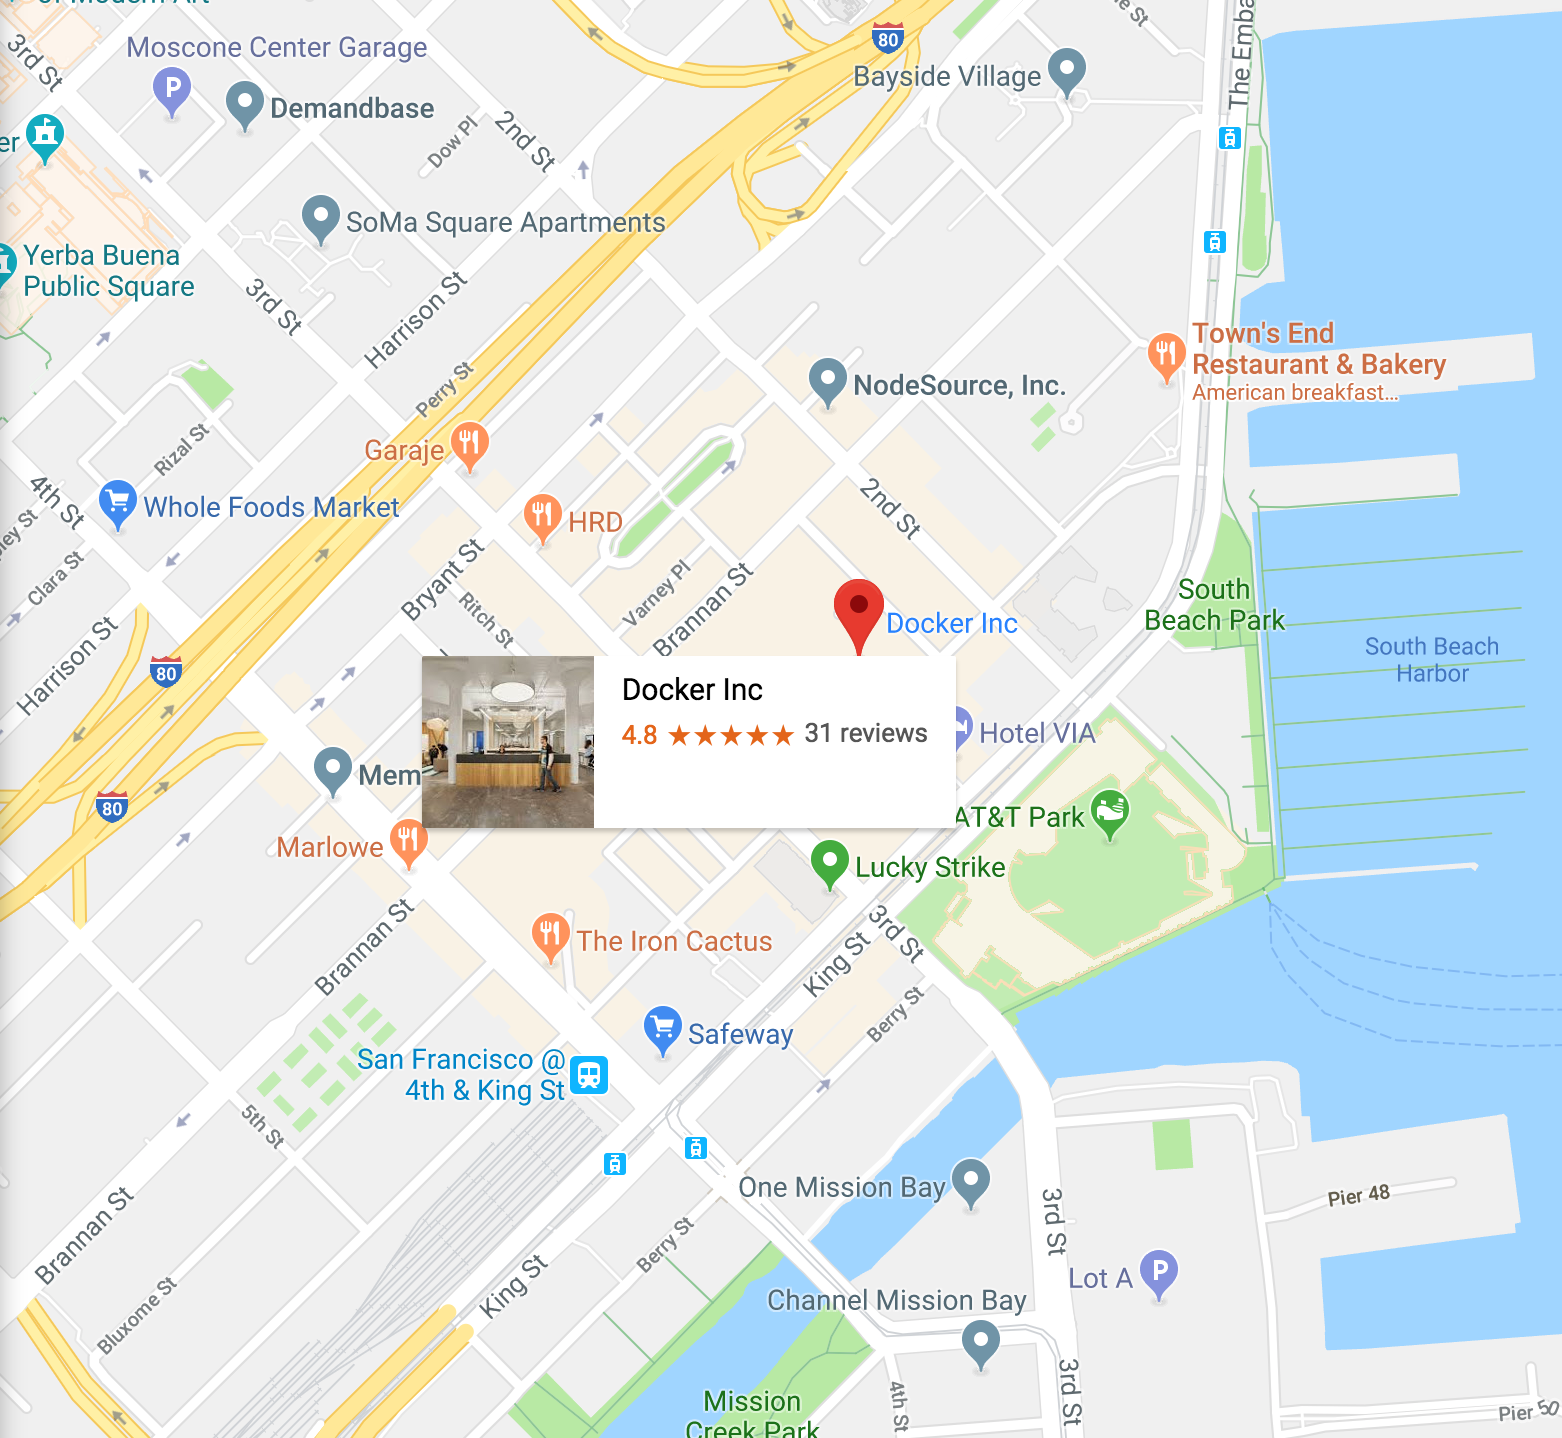 of Modern Art
Moscone Center Garage
P
Demandbase
3rd St
er
Dow Pl
2nd St
80
Bayside Village
The Emba
SoMa Square Apartments
Yerba Buena
Public Square
3rd St
Harrison St
Perry St
Town's End
Restaurant & Bakery
American breakfast...
NodeSource, Inc.
Garaje
Rizal St
4th St
Whole Foods Market
HRD
2nd St
Clara St
Bryant St
Ritch St
Varney Pl
Brannan St
South
Beach Park
Docker Inc
South Beach
Harbor
Harrison St
80
Docker Inc
4.8 ★★★★★ 31 reviews
Hotel VIA
Mem
80
AT&T Park
Marlowe
Lucky Strike
Brannan St
The Iron Cactus
3rd St
King St
Berry St
Safeway
San Francisco @
4th & King St
5th St
One Mission Bay
3rd St
Pier 48
Brannan St
Berry St
King St
Lot A
P
Bluxome St
Channel Mission Bay
3rd St
4th St
Mission
Creek Park
Pier 50